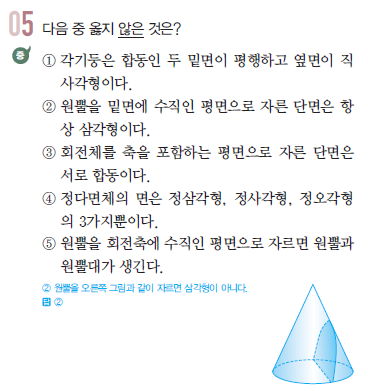 05 다음 중 옳지 않은 것은?
중
① 각기둥은 합동인 두 밑면이 평행하고 옆면이 직
사각형이다.
② 원뿔을 밑면에 수직인 평면으로 자른 단면은 항
상 삼각형이다.
③ 회전체를 축을 포함하는 평면으로 자른 단면은
서로 합동이다.
④ 정다면체의 면은 정삼각형, 정사각형, 정오각형
의 3가지뿐이다.
⑤ 원뿔을 회전축에 수직인 평면으로 자르면 원뿔과
원뿔대가 생긴다.
② 원뿔을 오른쪽 그림과 같이 자르면 삼각형이 아니다.
답 ②